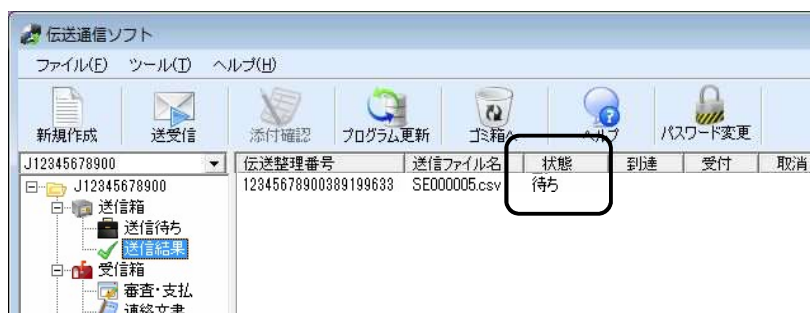 伝送通信ソフト
ファイル(F) ツール(T) ヘルプ(H)
新規作成 送受信 添付確認 プログラム更新 ゴミ箱へ ヘルプ パスワード変更
J12345678900 伝送整理番号 送信ファイル名 状態 到達 受付 取消
J12345678900 12345678900389199633 SE000005.csv 待ち
送信箱
送信待ち
送信結果
受信箱
審査・支払
連絡文書